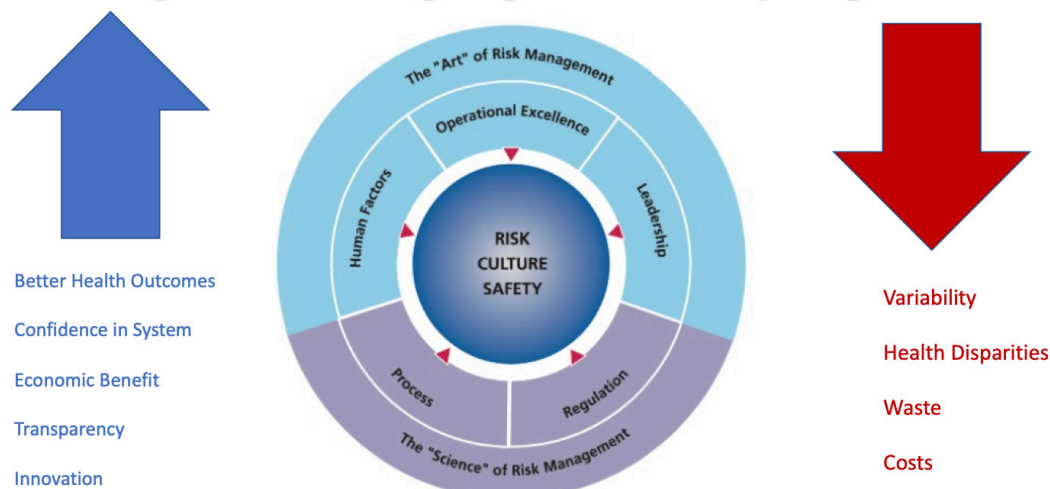 The "Art" of Risk Management
Operational Excellence
Human Factors
Leadership
RISK
CULTURE
SAFETY
Process
Regulation
The "Science" of Risk Management
Better Health Outcomes
Confidence in System
Economic Benefit
Transparency
Innovation
Variability
Health Disparities
Waste
Costs